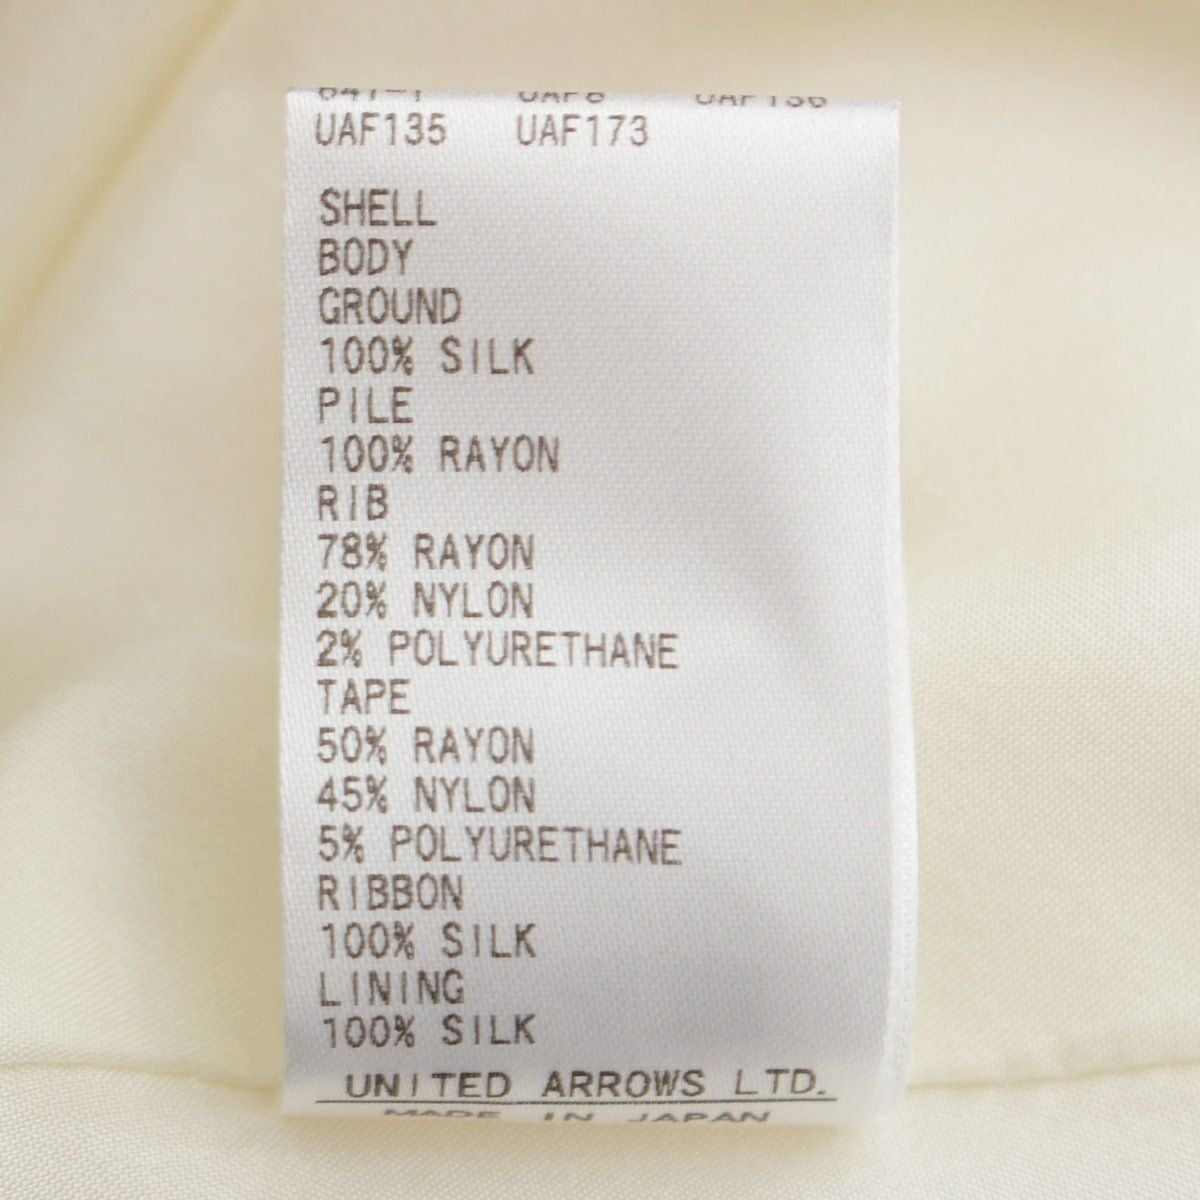 UAF135 UAF173
SHELL
BODY
GROUND
100% SILK
PILE
100% RAYON
RIB
78% RAYON
20% NYLON
2% POLYURETHANE
TAPE
50% RAYON
45% NYLON
5% POLYURETHANE
RIBBON
100% SILK
LINING
100% SILK
UNITED ARROWS LTD.
MADE IN JAPAN